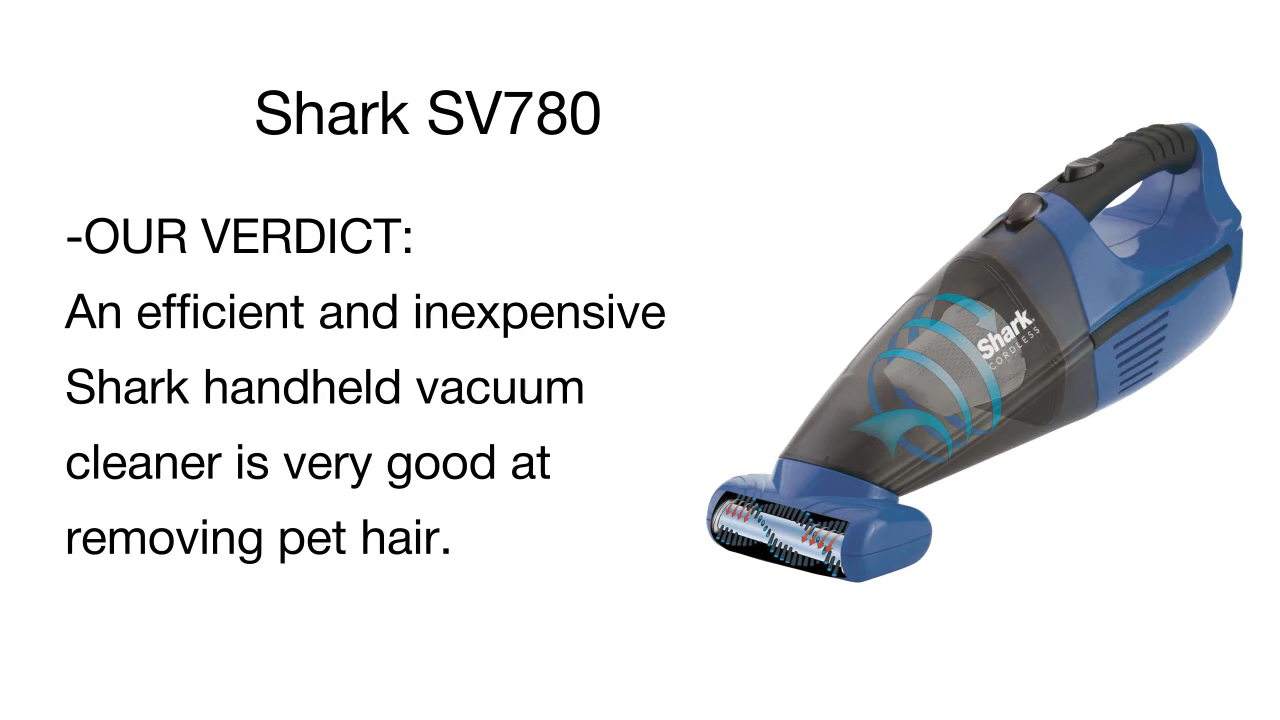 Shark SV780
-OUR VERDICT:
An efficient and inexpensive
Shark handheld vacuum
cleaner is very good at
removing pet hair.
Shark
CORDLESS